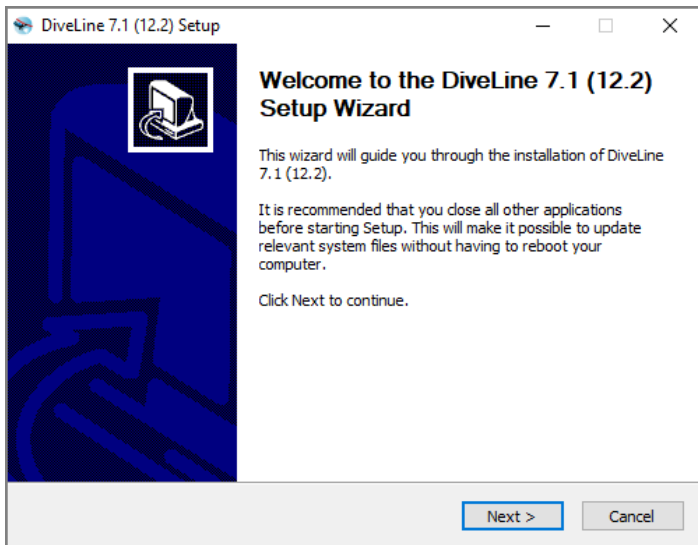 DiveLine 7.1 (12.2) Setup
Welcome to the DiveLine 7.1 (12.2)
Setup Wizard
This wizard will guide you through the installation of DiveLine
7.1 (12.2).
It is recommended that you close all other applications
before starting Setup. This will make it possible to update
relevant system files without having to reboot your
computer.
Click Next to continue.
Next >
Cancel